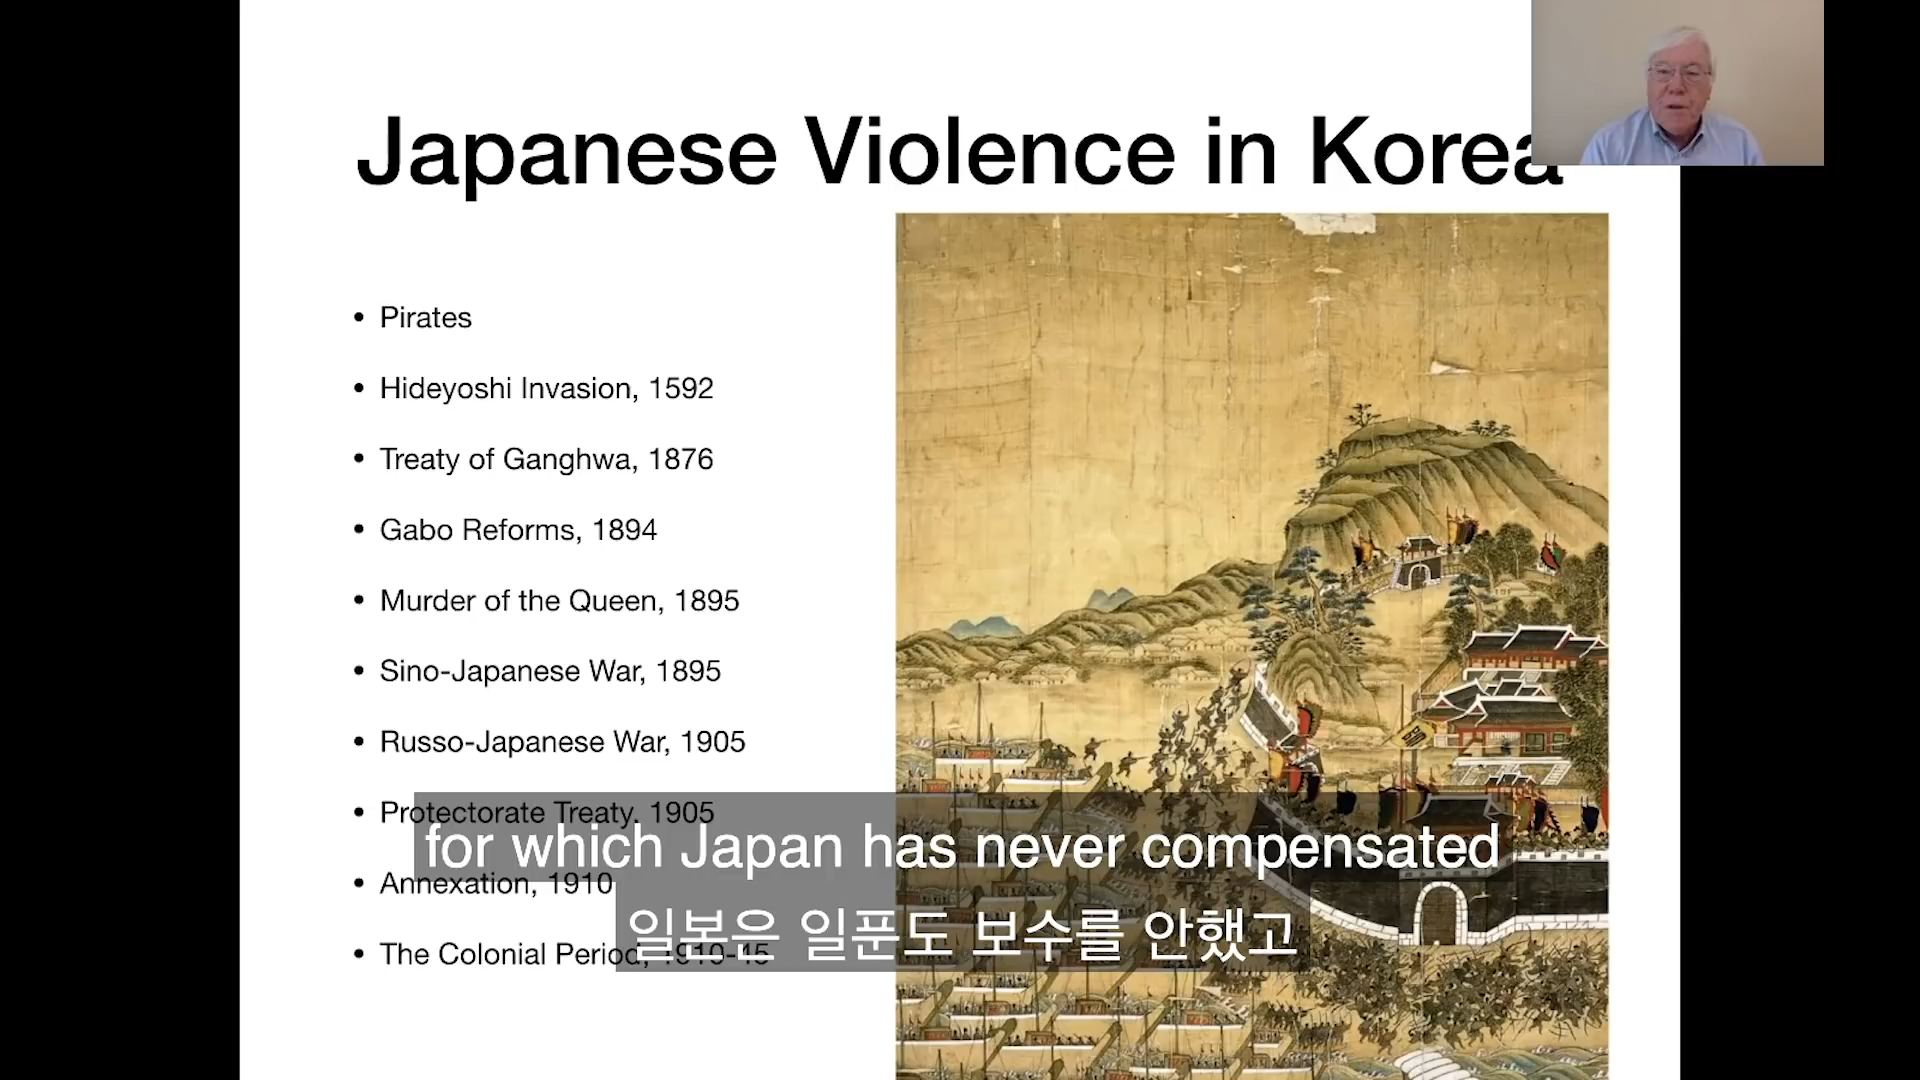 Japanese Violence in Korea
• Pirates
• Hideyoshi Invasion, 1592
• Treaty of Ganghwa, 1876
• Gabo Reforms, 1894
• Murder of the Queen, 1895
• Sino-Japanese War, 1895
• Russo-Japanese War, 1905
• Protectorate Treaty, 1905
for which Japan has never compensated
• Annexation, 1910
일본은 일푼도 보수를 안했고
• The Colonial Period, 1910-45